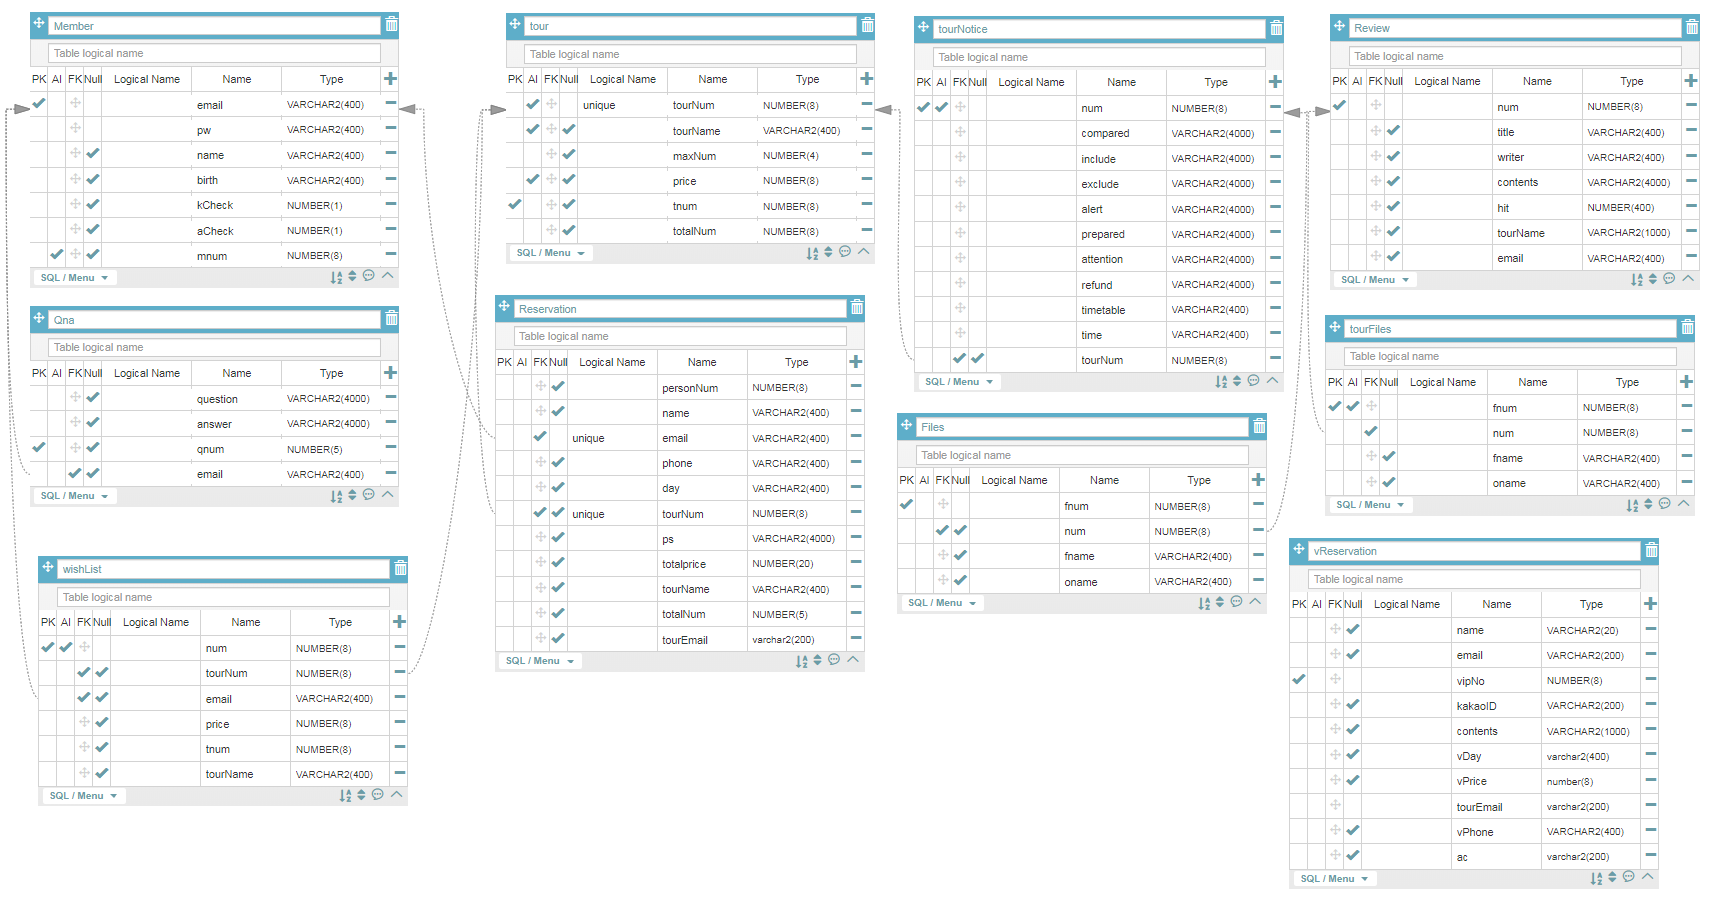 Member
Table logical name
PK AI FK Null Logical Name Name Type
email VARCHAR2(400)
pw VARCHAR2(400)
name VARCHAR2(400)
birth VARCHAR2(400)
kCheck NUMBER(1)
aCheck NUMBER(1)
mnum NUMBER(8)
SQL / Menu
Qna
Table logical name
PK AI FK Null Logical Name Name Type
question VARCHAR2(4000)
answer VARCHAR2(4000)
qnum NUMBER(5)
email VARCHAR2(400)
SQL / Menu
wishList
Table logical name
PK AI FK Null Logical Name Name Type
num NUMBER(8)
tourNum NUMBER(8)
email VARCHAR2(400)
price NUMBER(8)
tnum NUMBER(8)
tourName VARCHAR2(400)
SQL / Menu
tour
Table logical name
PK AI FK Null Logical Name Name Type
unique tourNum NUMBER(8)
tourName VARCHAR2(400)
maxNum NUMBER(4)
price NUMBER(8)
tnum NUMBER(8)
totalNum NUMBER(8)
SQL / Menu
Reservation
Table logical name
PK AI FK Null Logical Name Name Type
personNum NUMBER(8)
name VARCHAR2(400)
unique email VARCHAR2(400)
phone VARCHAR2(400)
day VARCHAR2(400)
unique tourNum NUMBER(8)
ps VARCHAR2(4000)
totalprice NUMBER(20)
tourName VARCHAR2(400)
totalNum NUMBER(5)
tourEmail varchar2(200)
SQL / Menu
tourNotice
Table logical name
PK AI FK Null Logical Name Name Type
num NUMBER(8)
compared VARCHAR2(4000)
include VARCHAR2(4000)
exclude VARCHAR2(4000)
alert VARCHAR2(4000)
prepared VARCHAR2(4000)
attention VARCHAR2(4000)
refund VARCHAR2(4000)
timetable VARCHAR2(400)
time VARCHAR2(400)
tourNum NUMBER(8)
SQL / Menu
Files
Table logical name
PK AI FK Null Logical Name Name Type
fnum NUMBER(8)
num NUMBER(8)
fname VARCHAR2(400)
oname VARCHAR2(400)
SQL / Menu
Review
Table logical name
PK AI FK Null Logical Name Name Type
num NUMBER(8)
title VARCHAR2(400)
writer VARCHAR2(400)
contents VARCHAR2(4000)
hit NUMBER(400)
tourName VARCHAR2(1000)
email VARCHAR2(400)
SQL / Menu
tourFiles
Table logical name
PK AI FK Null Logical Name Name Type
fnum NUMBER(8)
num NUMBER(8)
fname VARCHAR2(400)
oname VARCHAR2(400)
SQL / Menu
vReservation
Table logical name
PK AI FK Null Logical Name Name Type
name VARCHAR2(20)
email VARCHAR2(200)
vipNo NUMBER(8)
kakaoID VARCHAR2(200)
contents VARCHAR2(1000)
vDay varchar2(400)
vPrice number(8)
tourEmail varchar2(200)
vPhone VARCHAR2(400)
ac varchar2(200)
SQL / Menu